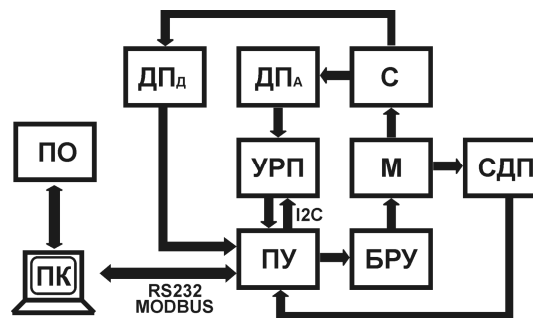 ДПД
ДПА
С
ПО
УРП
М
СДП
I2C
ПК
ПУ
БРУ
RS232
MODBUS